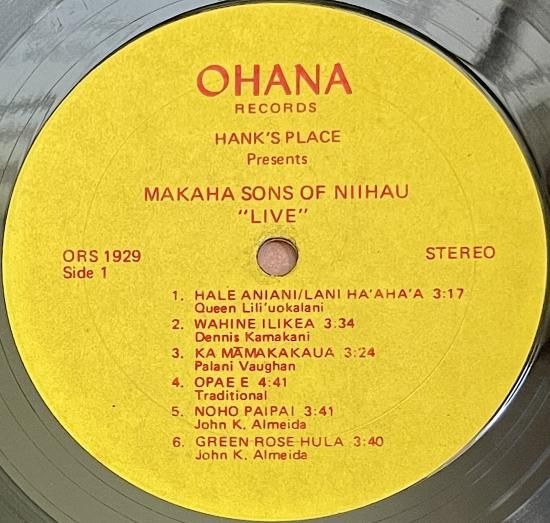 OHANA
RECORDS
HANK'S PLACE
Presents
MAKAHA SONS OF NIIHAU
"LIVE"
ORS 1929
Side 1
STEREO
1. HALE ANIANI/LANI HA'AHA'A 3:17
Queen Lili'uokalani
2. WAHINE ILIKEA 3:34
Dennis Kamakani
3. KA MĀMAKAKAUA 3:24
Palani Vaughan
4. OPAE E 4:41
Traditional
5. NOHO PAIPAI 3:41
John K. Almeida
6. GREEN ROSE HULA 3:40
John K. Almeida